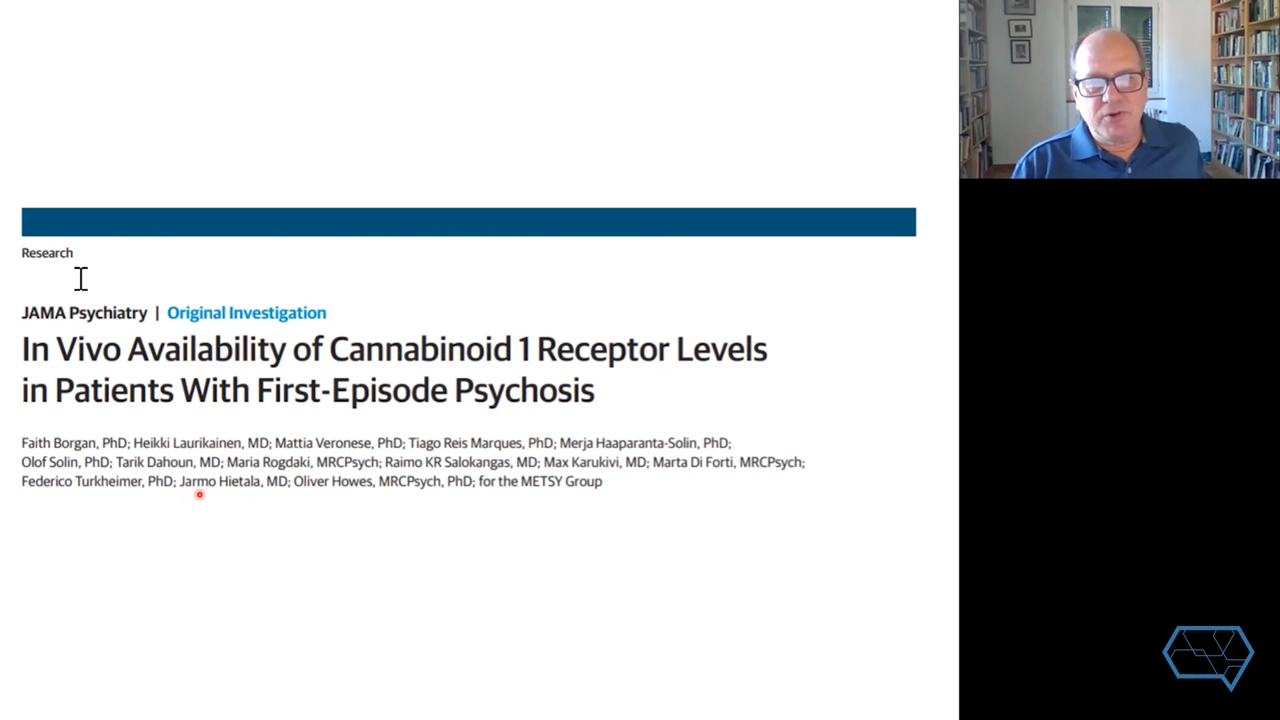 Research
JAMA Psychiatry | Original Investigation
In Vivo Availability of Cannabinoid 1 Receptor Levels
in Patients With First-Episode Psychosis
Faith Borgan, PhD; Heikki Laurikainen, MD; Mattia Veronese, PhD; Tiago Reis Marques, PhD; Merja Haaparanta-Solin, PhD;
Olof Solin, PhD; Tarik Dahoun, MD; Maria Rogdaki, MRCPsych; Raimo KR Salokangas, MD; Max Karukivi, MD; Marta Di Forti, MRCPsych;
Federico Turkheimer, PhD; Jarmo Hietala, MD; Oliver Howes, MRCPsych, PhD; for the METSY Group